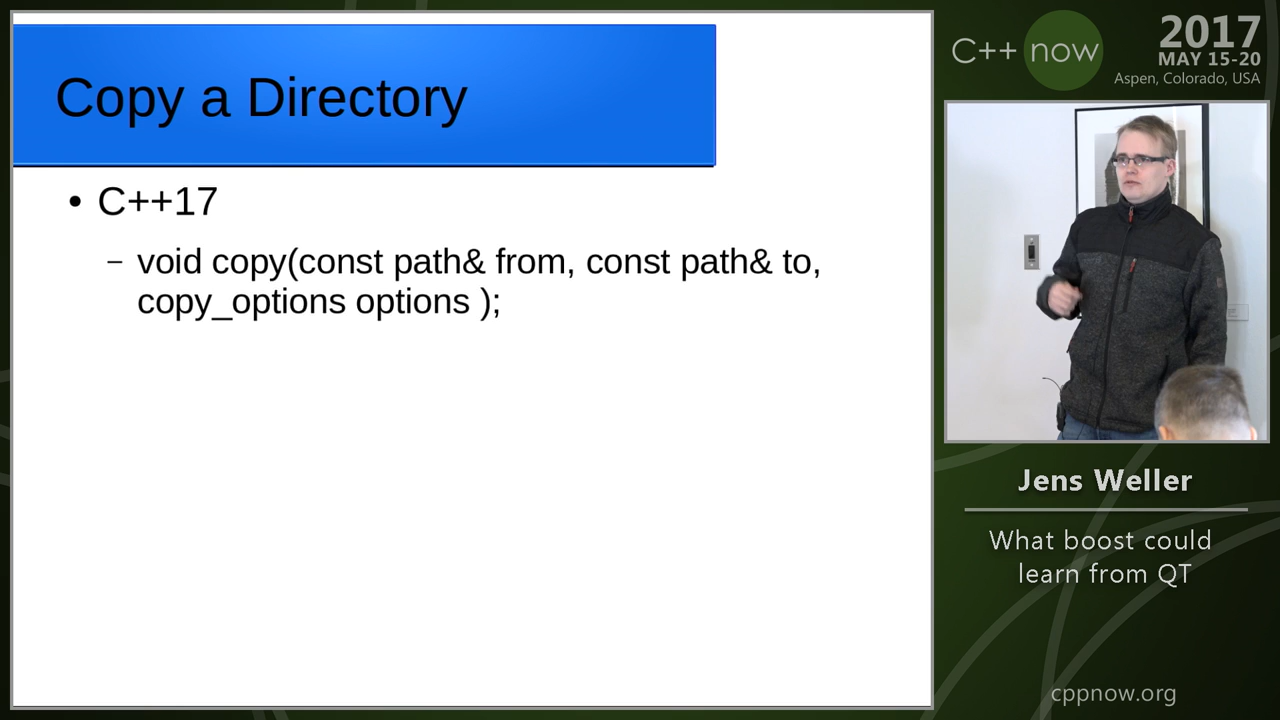 Copy a Directory
• C++17
– void copy(const path& from, const path& to,
copy_options options );
C++ now
2017
MAY 15-20
Aspen, Colorado, USA
Jens Weller
What boost could
learn from QT
cppnow.org